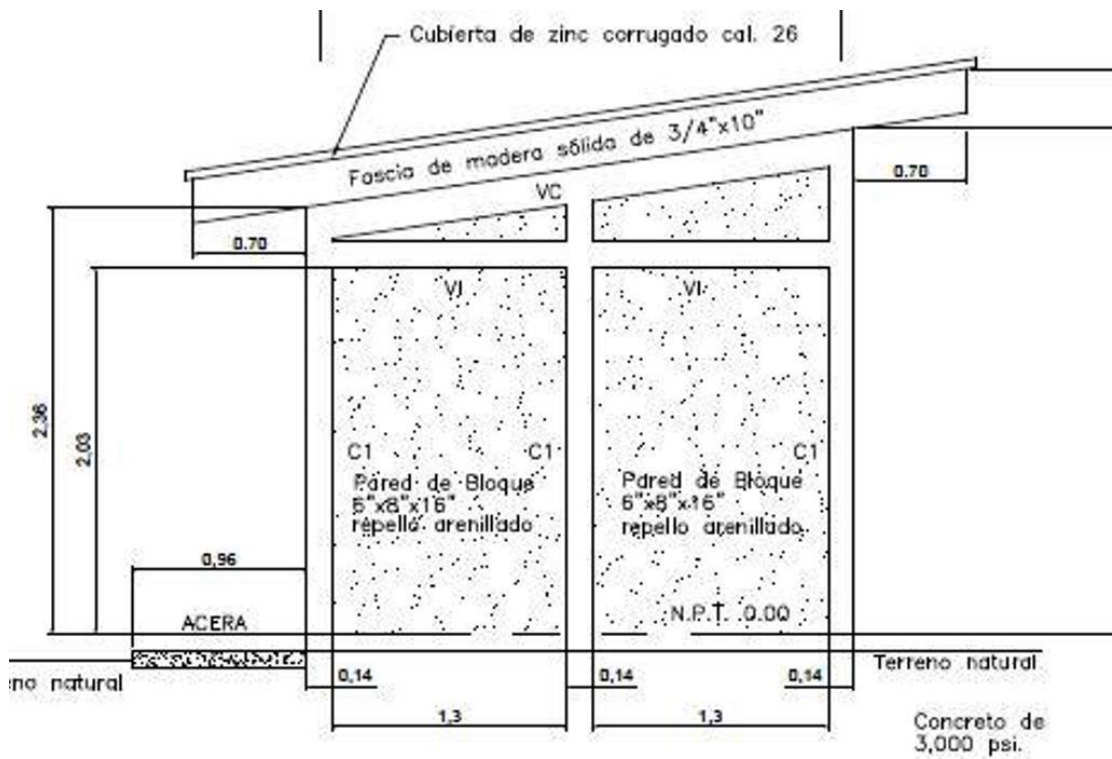 Cubierta de zinc corrugado cal. 26
Fascia de madera sólida de 3/4"x10"
VC
0.70
0.70
VI
VI
2,36
2,03
C1
C1
C1
Pared de Bloque
6"x8"x16"
repello arenillado
Pared de Bloque
6"x8"x16"
repello arenillado
0,96
ACERA
N.P.T. 0.00
natural
Terreno natural
0,14
0,14
0,14
1,3
1,3
Concreto de
3,000 psi.